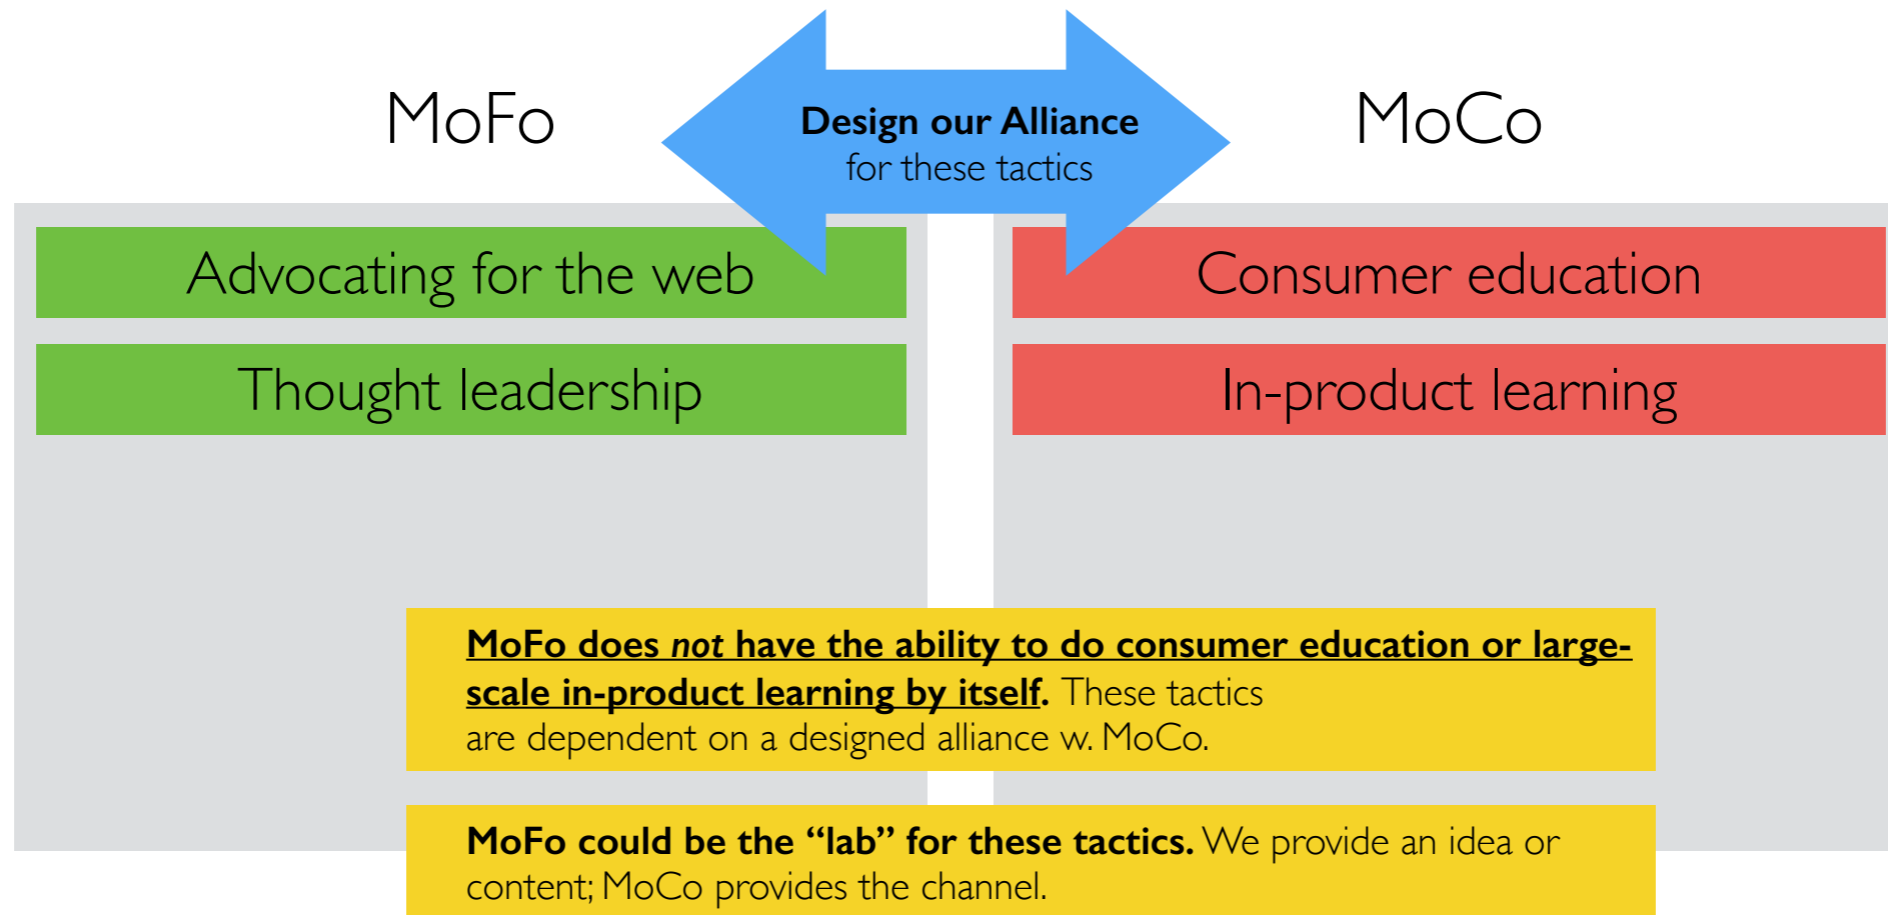 MoFo
Design our Alliance
for these tactics
MoCo
Advocating for the web
Thought leadership
Consumer education
In-product learning
MoFo does not have the ability to do consumer education or large-
scale in-product learning by itself. These tactics
are dependent on a designed alliance w. MoCo.
MoFo could be the “lab” for these tactics. We provide an idea or
content; MoCo provides the channel.